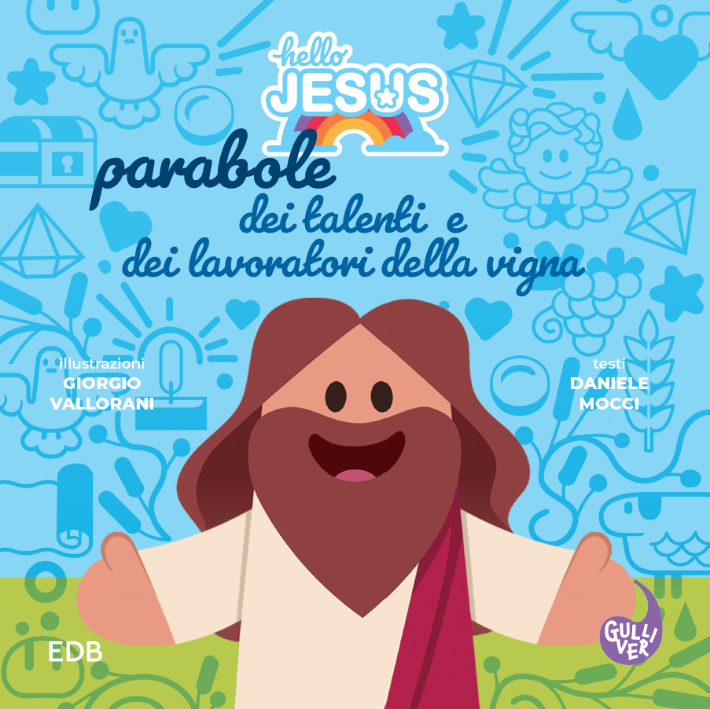 hello
JESUS
parabole
dei talenti e
dei lavoratori della vigna
illustrazioni
GIORGIO
VALLORANI
testi
DANIELE
MOCCI
EDB
GULLI
VER